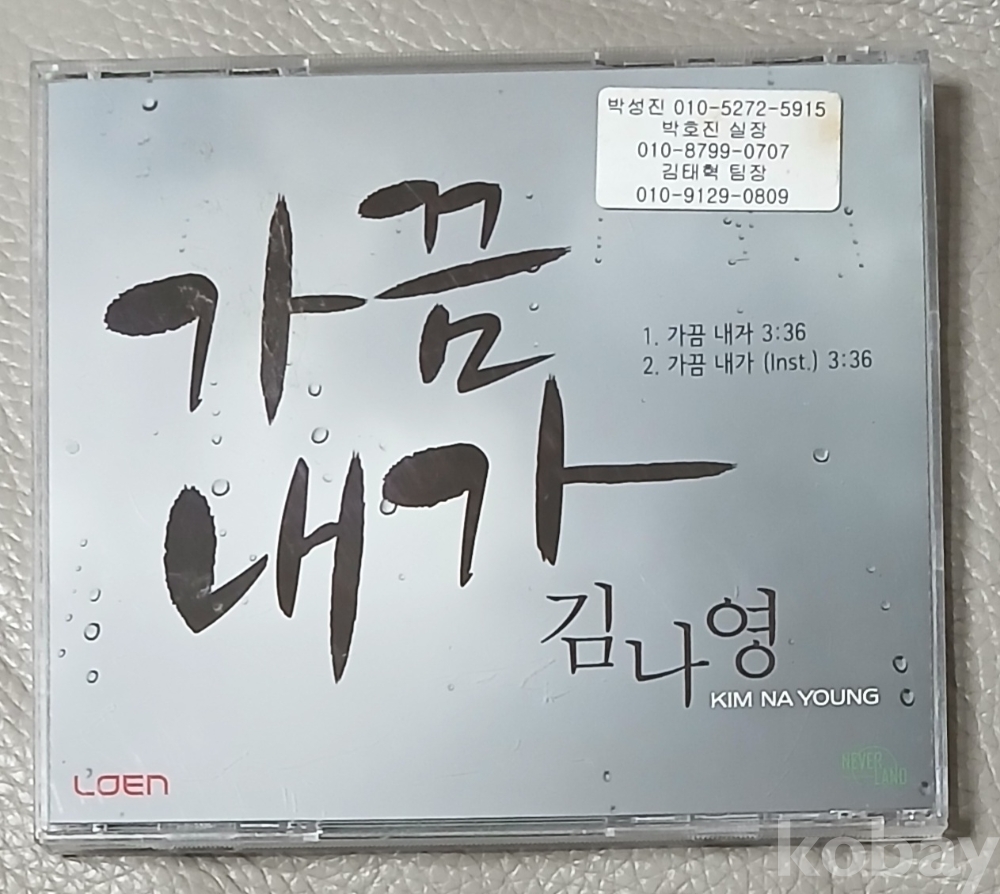 박성진 010-5272-5915
박호진 실장
010-8799-0707
김태혁 팀장
010-9129-0809
가끔
내가
1. 가끔 내가 3:36
2. 가끔 내가 (Inst.) 3:36
김나영
KIM NA YOUNG
LOEN
NEVER
LAND
kobay